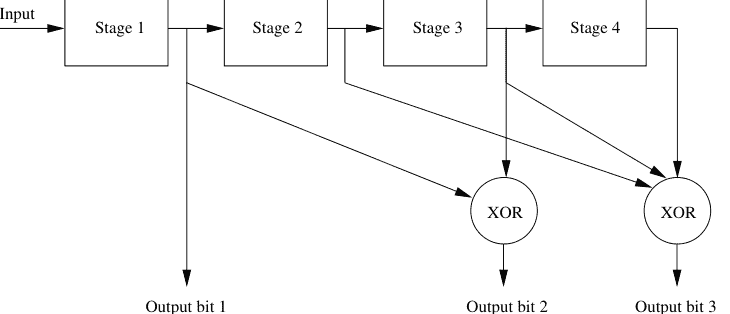 Input
Stage 1
Stage 2
Stage 3
Stage 4
XOR
XOR
Output bit 1
Output bit 2
Output bit 3